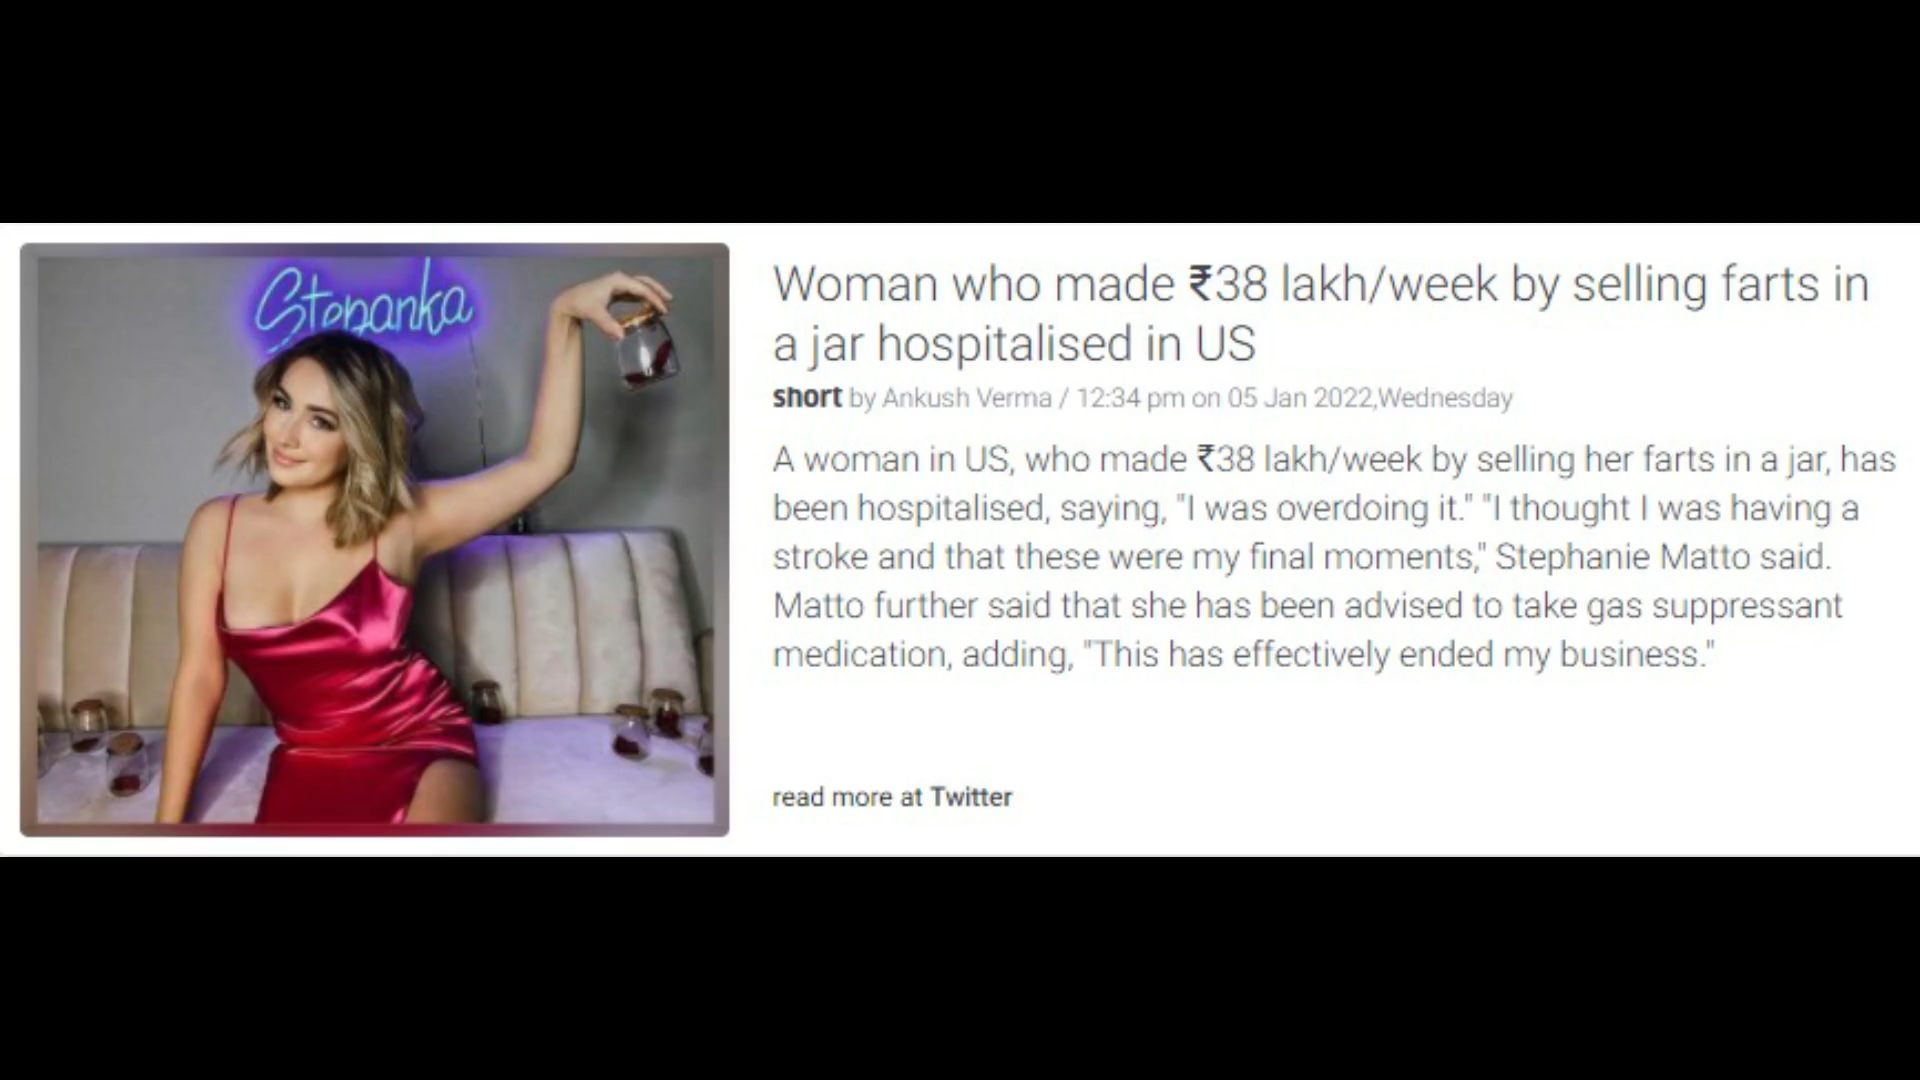 Stepanka
Woman who made ₹38 lakh/week by selling farts in
a jar hospitalised in US
short by Ankush Verma / 12:34 pm on 05 Jan 2022,Wednesday
A woman in US, who made ₹38 lakh/week by selling her farts in a jar, has
been hospitalised, saying, "I was overdoing it." "I thought I was having a
stroke and that these were my final moments," Stephanie Matto said.
Matto further said that she has been advised to take gas suppressant
medication, adding, "This has effectively ended my business."
read more at Twitter